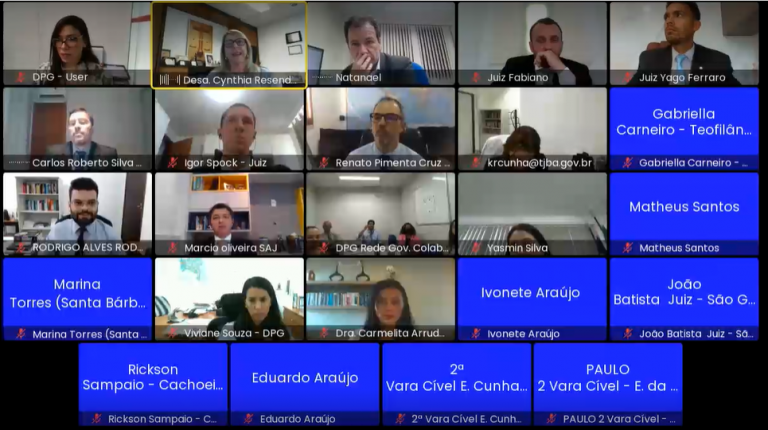 DPG - User
Desa. Cynthia Resend...
Natanael
Juiz Fabiano
Juiz Yago Ferraro
Carlos Roberto Silva ...
Igor Spock - Juiz
Renato Pimenta Cruz ...
krcunha@tjba.gov.br
Gabriella
Carneiro - Teofilân...
Gabriella Carneiro - ...
RODRIGO ALVES ROD...
Marcio oliveira SAJ
DPG Rede Gov. Colab...
Yasmin Silva
Matheus Santos
Matheus Santos
Marina
Torres (Santa Bárb...
Marina Torres (Santa ...
Viviane Souza - DPG
Dra. Carmelita Arrud...
Ivonete Araújo
Ivonete Araújo
João
Batista Juiz - São G...
João Batista Juiz - Sã...
Rickson
Sampaio - Cachoei...
Rickson Sampaio - C...
Eduardo Araújo
Eduardo Araújo
2ª
Vara Cível E. Cunha...
2ª Vara Cível E. Cunh...
PAULO
2 Vara Cível - E. da ...
PAULO 2 Vara Cível - ...